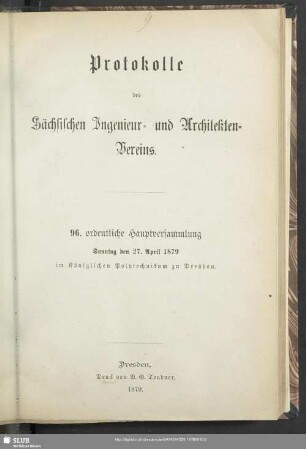 Protokolle
des
Sächsischen Ingenieur- und Architekten-
Vereins.
96. ordentliche Hauptversammlung
Sonntag den 27. April 1879
im Königlichen Polytechnikum zu Dresden.
Dresden,
Druck von B. G. Teubner.
1879.
SLUB